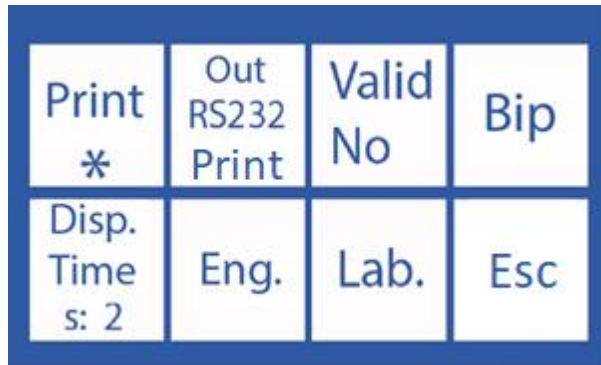 Print
*
Out
RS232
Print
Valid
No
Bip
Disp.
Time
s: 2
Eng.
Lab.
Esc